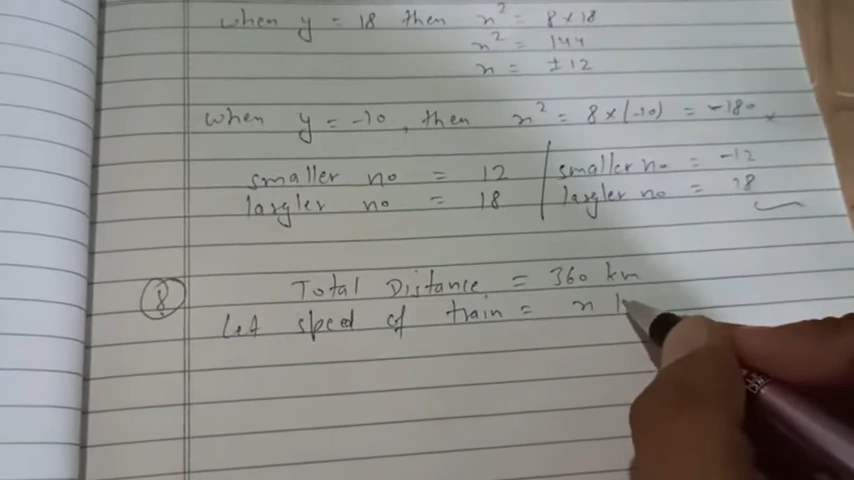 when y = 18 then x² = 8 x 18
x² = 144
x = ±12
when y = -10, then x² = 8 x (-10) = -180 x
smaller no = 12 | smaller no = -12
largler no = 18 | largler no = 18
8 Total Distance = 360 km
Let speed of train = x k